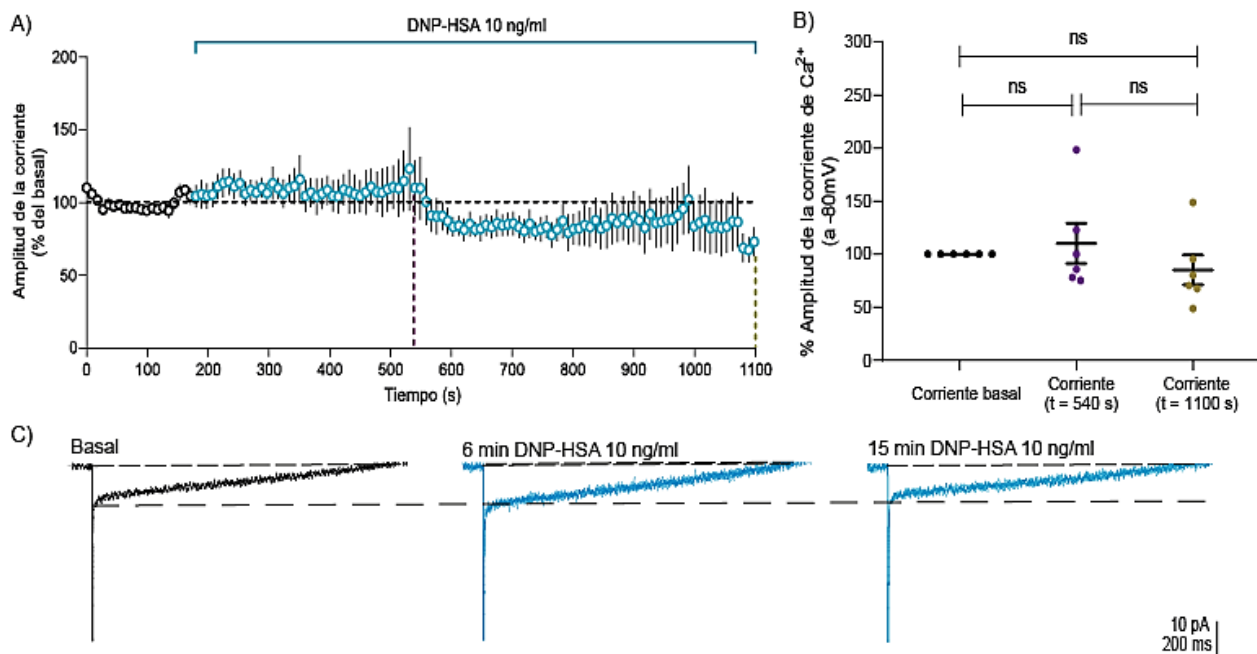 A)
DNP-HSA 10 ng/ml
Amplitud de la corriente
(% del basal)
200
150
100
50
0
0 100 200 300 400 500 600 700 800 900 1000 1100
Tiempo (s)
B)
% Amplitud de la corriente de Ca²⁺
(a -80mV)
300
250
200
150
100
50
0
ns
ns
ns
Corriente basal
Corriente
(t = 540 s)
Corriente
(t = 1100 s)
C)
Basal
6 min DNP-HSA 10 ng/ml
15 min DNP-HSA 10 ng/ml
10 pA
200 ms